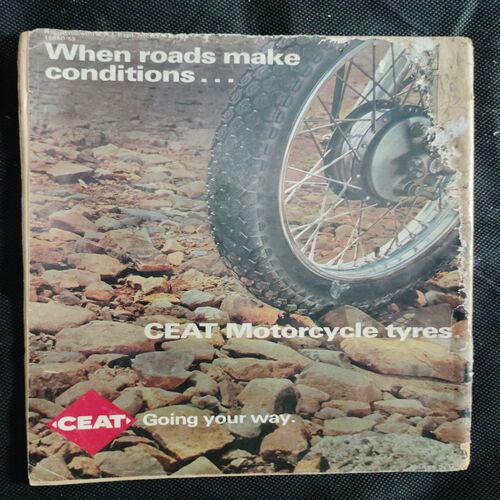 When roads make
conditions...
CEAT Motorcycle tyres
CEAT Going your way.